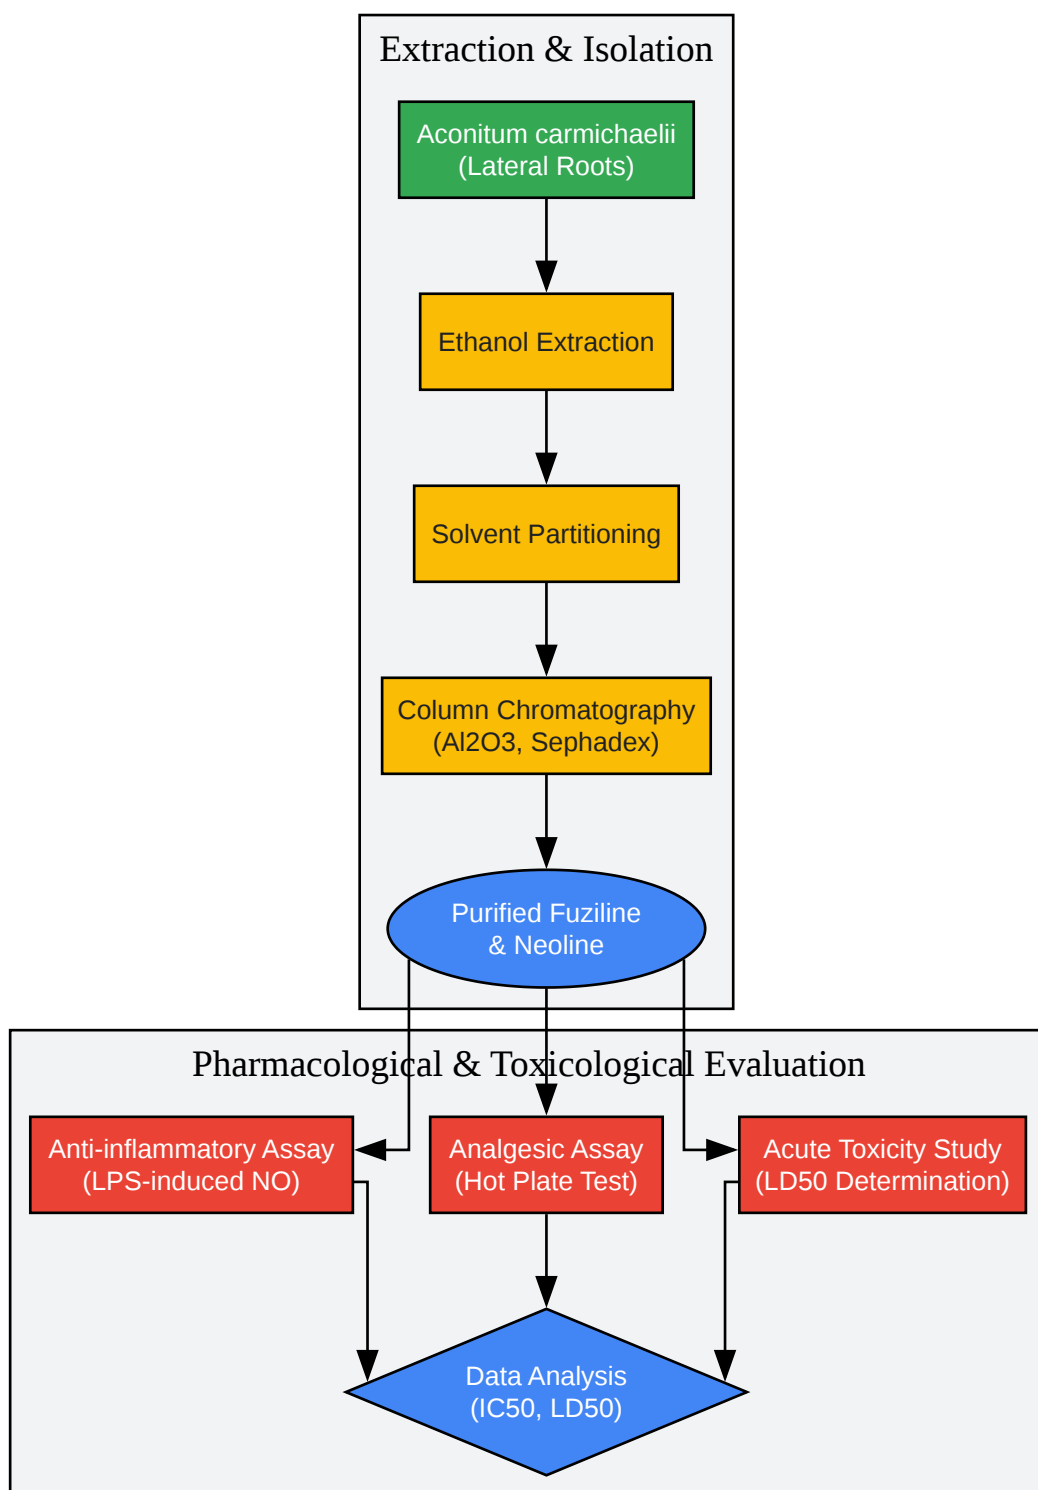 Extraction & Isolation
Aconitum carmichaelii
(Lateral Roots)
Ethanol Extraction
Solvent Partitioning
Column Chromatography
(Al2O3, Sephadex)
Purified Fuziline
& Neoline
Pharmacological & Toxicological Evaluation
Anti-inflammatory Assay
(LPS-induced NO)
Analgesic Assay
(Hot Plate Test)
Acute Toxicity Study
(LD50 Determination)
Data Analysis
(IC50, LD50)